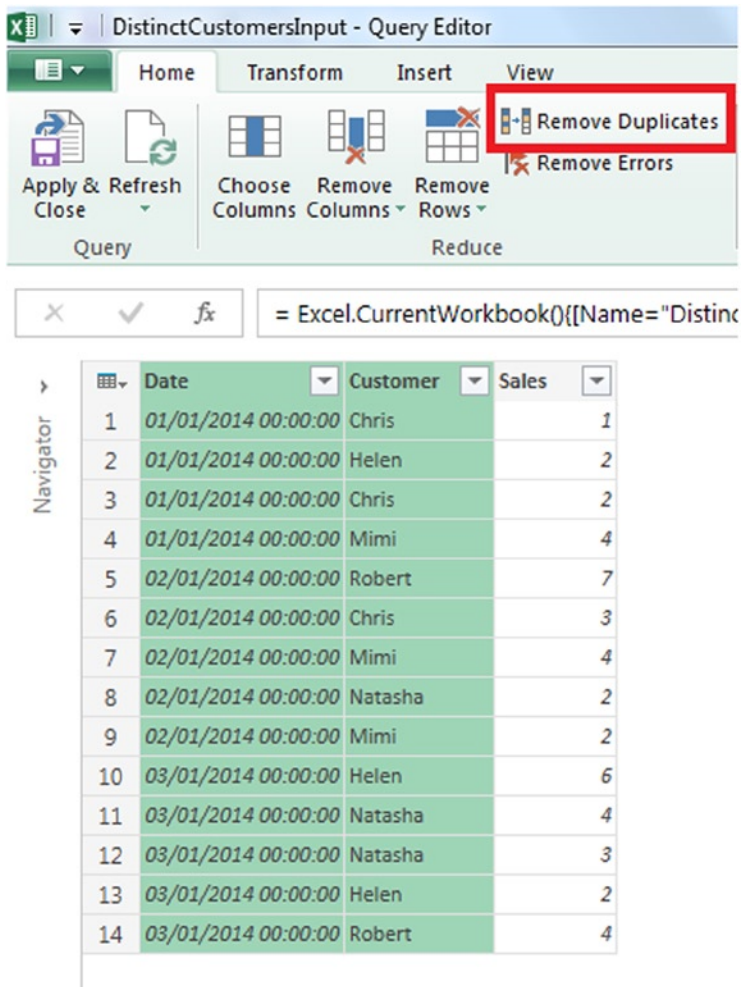 DistinctCustomersInput - Query Editor
Home Transform Insert View
Apply & Close
Refresh
Choose Columns
Remove Columns
Remove Rows
Remove Duplicates
Remove Errors
Query Reduce
fx = Excel.CurrentWorkbook(){[Name="Distinc
Navigator
Date Customer Sales
1 01/01/2014 00:00:00 Chris 1
2 01/01/2014 00:00:00 Helen 2
3 01/01/2014 00:00:00 Chris 2
4 01/01/2014 00:00:00 Mimi 4
5 02/01/2014 00:00:00 Robert 7
6 02/01/2014 00:00:00 Chris 3
7 02/01/2014 00:00:00 Mimi 4
8 02/01/2014 00:00:00 Natasha 2
9 02/01/2014 00:00:00 Mimi 2
10 03/01/2014 00:00:00 Helen 6
11 03/01/2014 00:00:00 Natasha 4
12 03/01/2014 00:00:00 Natasha 3
13 03/01/2014 00:00:00 Helen 2
14 03/01/2014 00:00:00 Robert 4